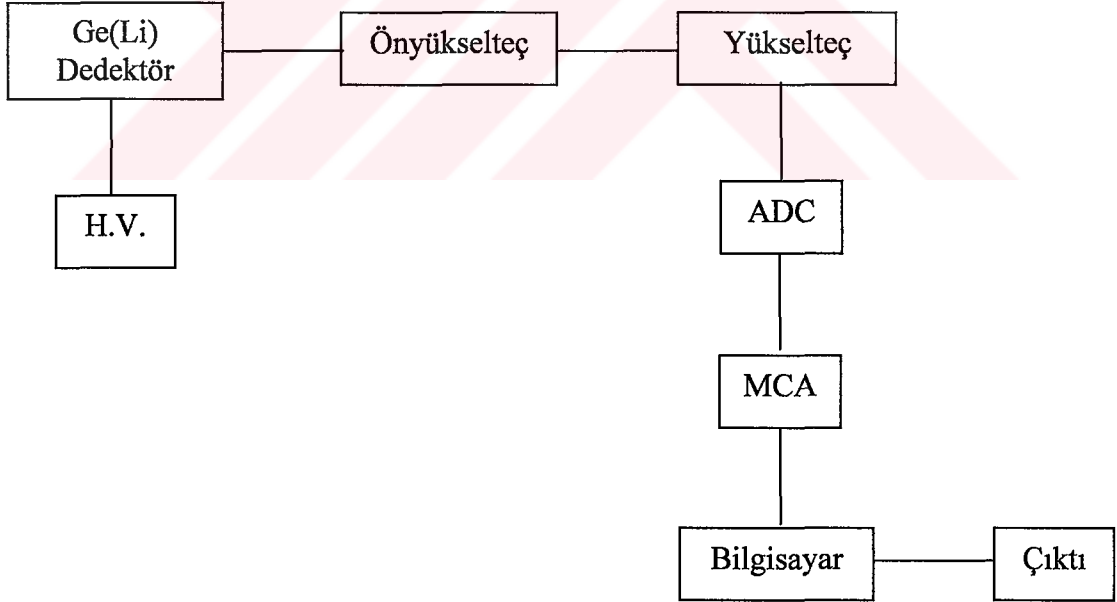 Ge(Li)
Dedektör
Önyükselteç
Yükselteç
H.V.
ADC
MCA
Bilgisayar
Çıktı